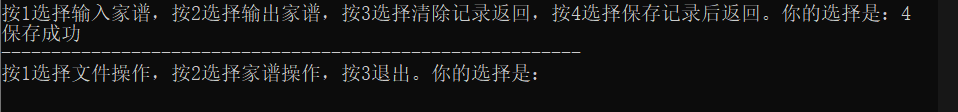 按1选择输入家谱，按2选择输出家谱，按3选择清除记录返回，按4选择保存记录后返回。你的选择是：4
保存成功
----------------------------------------------------------
按1选择文件操作，按2选择家谱操作，按3退出。你的选择是：